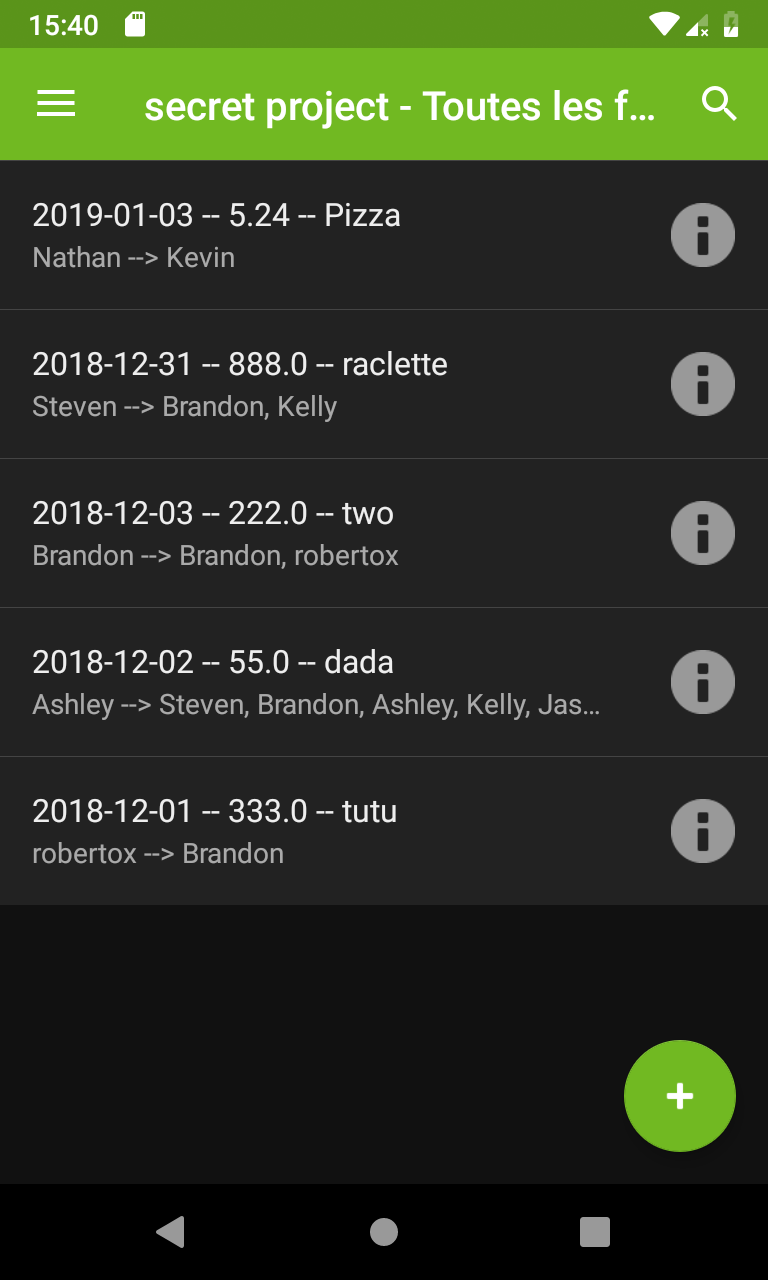 15:40
secret project - Toutes les f...
2019-01-03 -- 5.24 -- Pizza
Nathan --> Kevin
2018-12-31 -- 888.0 -- raclette
Steven --> Brandon, Kelly
2018-12-03 -- 222.0 -- two
Brandon --> Brandon, robertox
2018-12-02 -- 55.0 -- dada
Ashley --> Steven, Brandon, Ashley, Kelly, Jas...
2018-12-01 -- 333.0 -- tutu
robertox --> Brandon